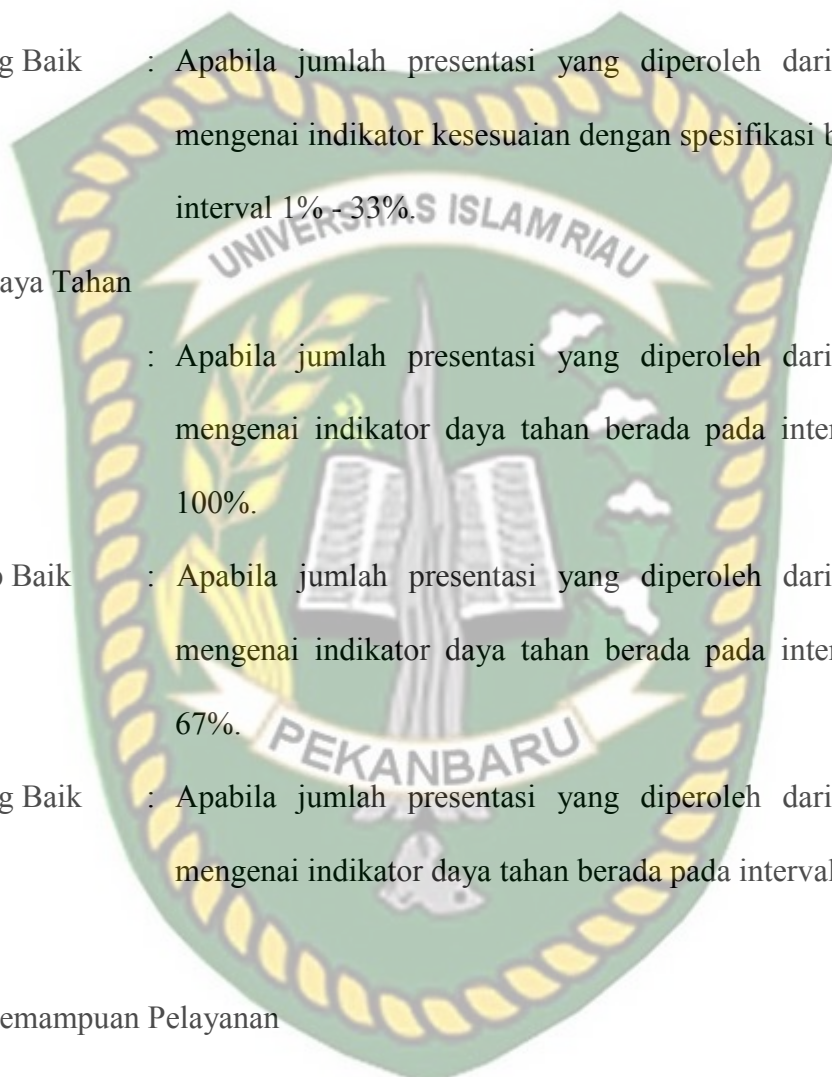 g Baik : Apabila jumlah presentasi yang diperoleh dari
mengenai indikator kesesuaian dengan spesifikasi b
interval 1% - 33%.
UNIVERSITAS ISLAM RIAU
aya Tahan
: Apabila jumlah presentasi yang diperoleh dari
mengenai indikator daya tahan berada pada inter
100%.
p Baik : Apabila jumlah presentasi yang diperoleh dari
mengenai indikator daya tahan berada pada inter
67%.
PEKANBARU
g Baik : Apabila jumlah presentasi yang diperoleh dari
mengenai indikator daya tahan berada pada interval
emampuan Pelayanan